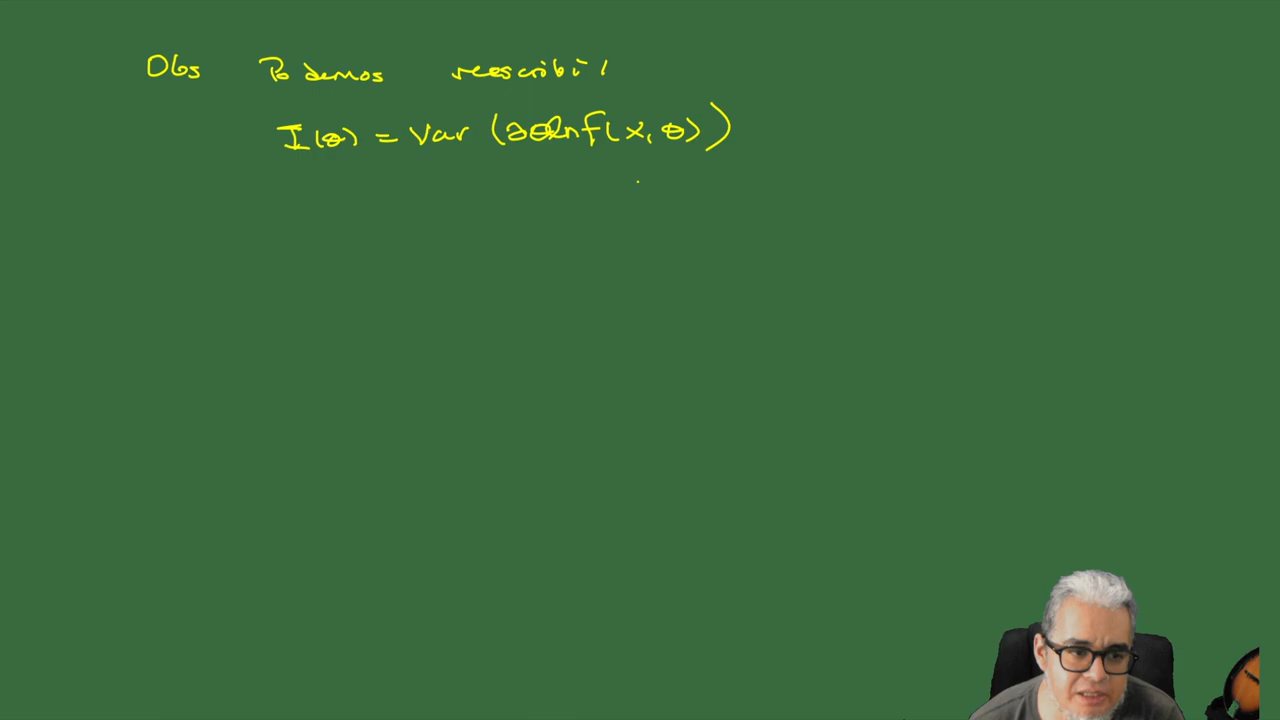 Obs Podemos reescribir
I(θ) = Var (∂θ ln f(x, θ))